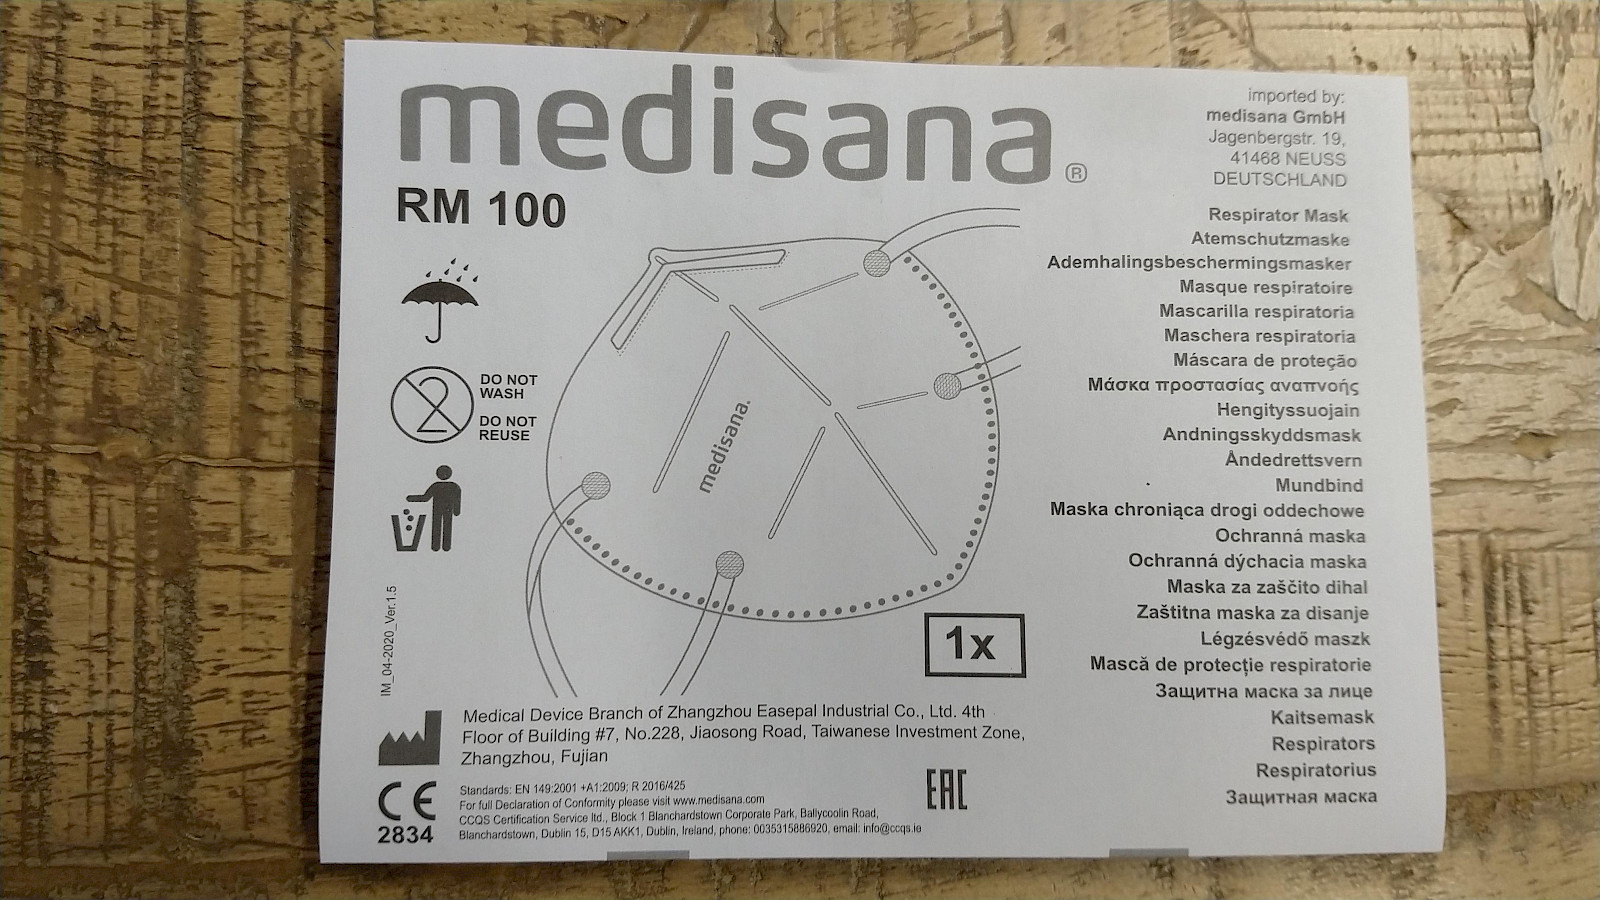 medisana®
RM 100
imported by:
medisana GmbH
Jagenbergstr. 19,
41468 NEUSS
DEUTSCHLAND
Respirator Mask
Atemschutzmaske
Ademhalingsbeschermingsmasker
Masque respiratoire
Mascarilla respiratoria
Maschera respiratoria
Máscara de proteção
Μάσκα προστασίας αναπνοής
Hengityssuojain
Andningsskyddsmask
Åndedrettsvern
Mundbind
Maska chroniąca drogi oddechowe
Ochranná maska
Ochranná dýchacia maska
Maska za zaščito dihal
Zaštitna maska za disanje
Légzésvédő maszk
Mască de protecție respiratorie
Защитна маска за лице
Kaitsemask
Respirators
Respiratorius
Защитная маска
DO NOT
WASH
DO NOT
REUSE
medisana.
1x
IM_04-2020_Ver.1.5
Medical Device Branch of Zhangzhou Easepal Industrial Co., Ltd. 4th
Floor of Building #7, No.228, Jiaosong Road, Taiwanese Investment Zone,
Zhangzhou, Fujian
CE
2834
Standards: EN 149:2001 +A1:2009; R 2016/425
For full Declaration of Conformity please visit www.medisana.com
CCQS Certification Service ltd., Block 1 Blanchardstown Corporate Park, Ballycoolin Road,
Blanchardstown, Dublin 15, D15 AKK1, Dublin, Ireland, phone: 0035315886920, email: info@ccqs.ie
EAC